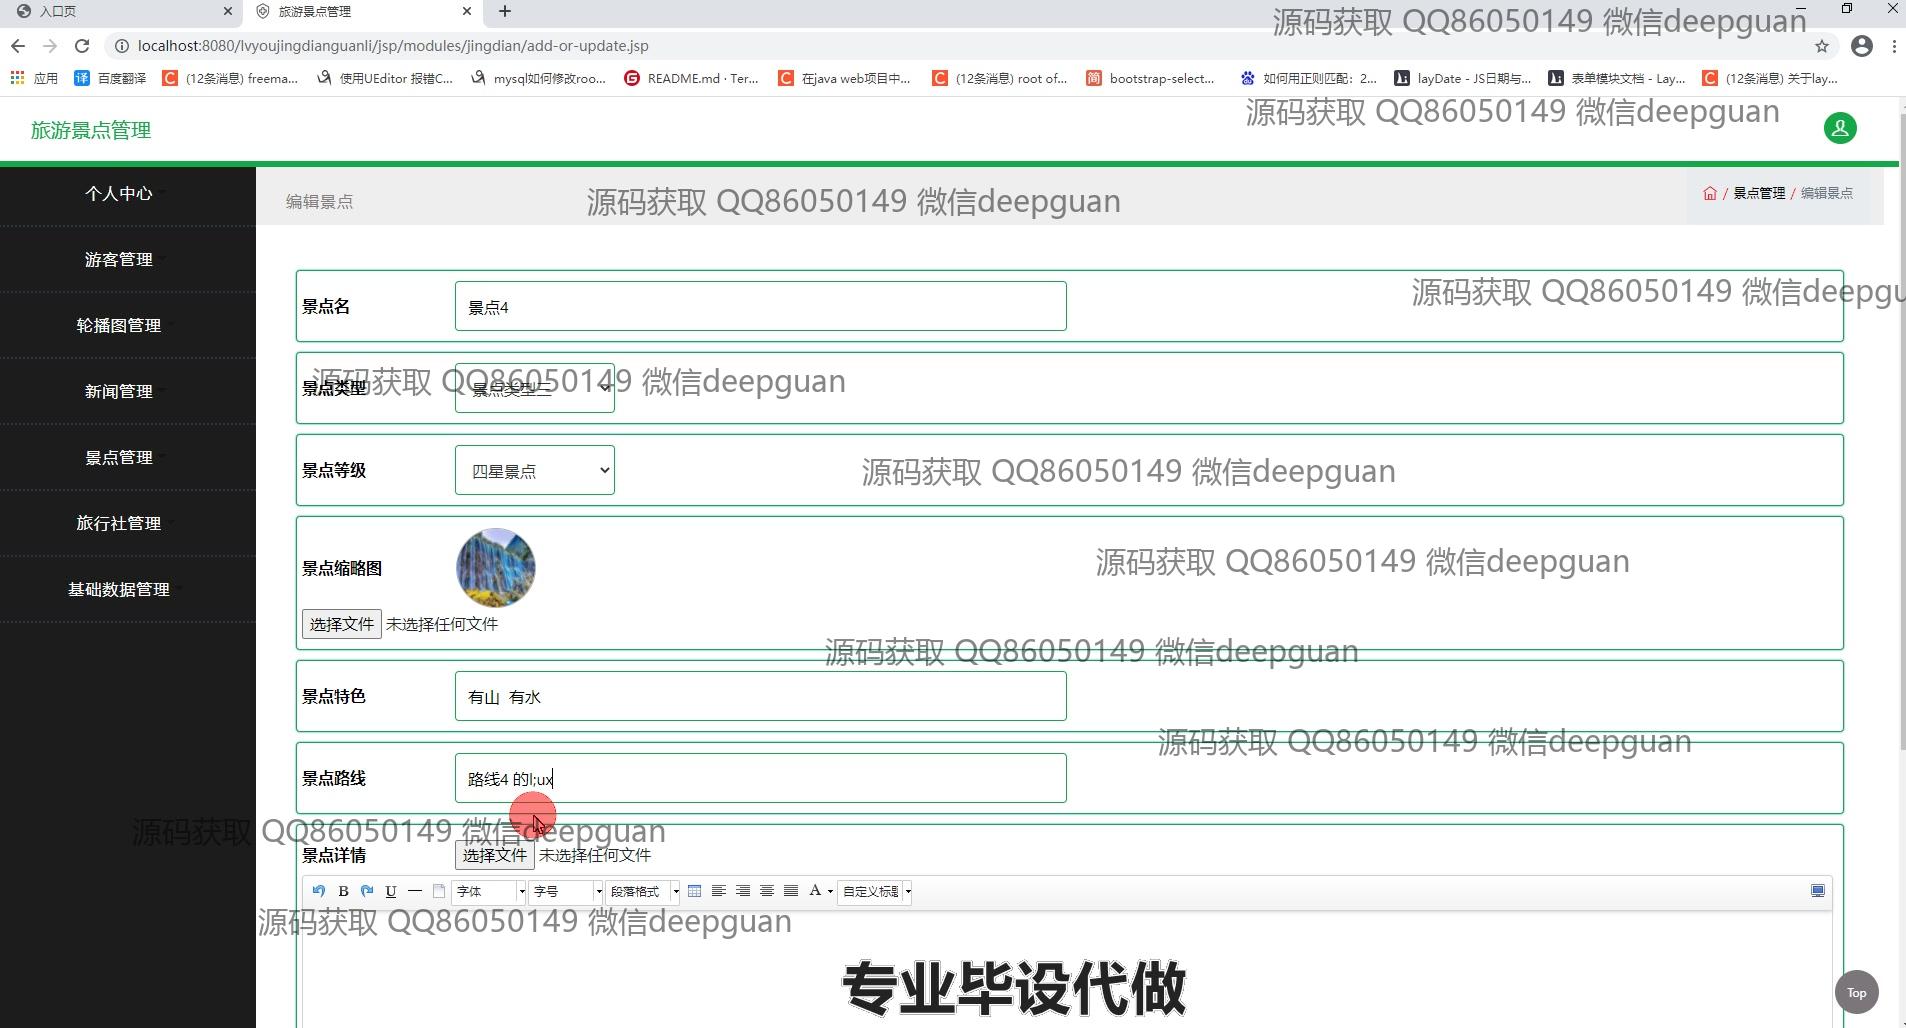 入口页
旅游景点管理
源码获取 QQ86050149 微信deepguan
localhost:8080/lvyoujingdianguanli/jsp/modules/jingdian/add-or-update.jsp
应用
百度翻译
(12条消息) freema...
使用UEditor 报错C...
mysql如何修改roo...
README.md · Ter...
在java web项目中...
(12条消息) root of...
简
bootstrap-select...
如何用正则匹配：2...
layDate - JS日期与...
表单模块文档 - Lay...
(12条消息) 关于lay...
源码获取 QQ86050149 微信deepguan
旅游景点管理
个人中心
游客管理
轮播图管理
新闻管理
景点管理
旅行社管理
基础数据管理
编辑景点
源码获取 QQ86050149 微信deepguan
/ 景点管理 / 编辑景点
景点名
景点4
源码获取 QQ86050149 微信deepgu
景点类型
景点类型三
源码获取 QQ86050149 微信deepguan
景点等级
四星景点
源码获取 QQ86050149 微信deepguan
景点缩略图
源码获取 QQ86050149 微信deepguan
选择文件 未选择任何文件
源码获取 QQ86050149 微信deepguan
景点特色
有山 有水
源码获取 QQ86050149 微信deepguan
景点路线
路线4 的l;ux
源码获取 QQ86050149 微信deepguan
景点详情
选择文件 未选择任何文件
B U 字体 字号 段落格式 A 自定义标题
源码获取 QQ86050149 微信deepguan
专业毕设代做
Top